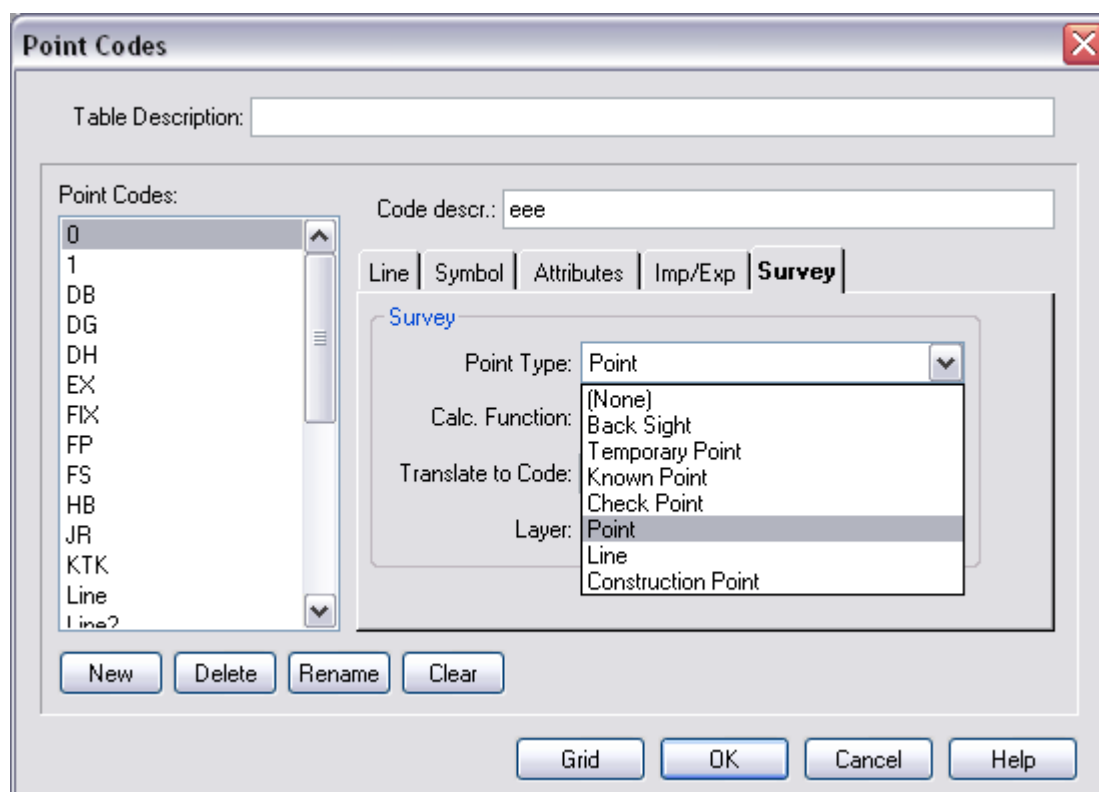 Point Codes
Table Description:
Point Codes:
0
1
DB
DG
DH
EX
FIX
FP
FS
HB
JR
KTK
Line
Line2
Code descr.: eee
Line Symbol Attributes Imp/Exp Survey
Survey
Point Type: Point
Calc. Function:
Translate to Code:
Layer:
(None)
Back Sight
Temporary Point
Known Point
Check Point
Point
Line
Construction Point
New Delete Rename Clear
Grid OK Cancel Help